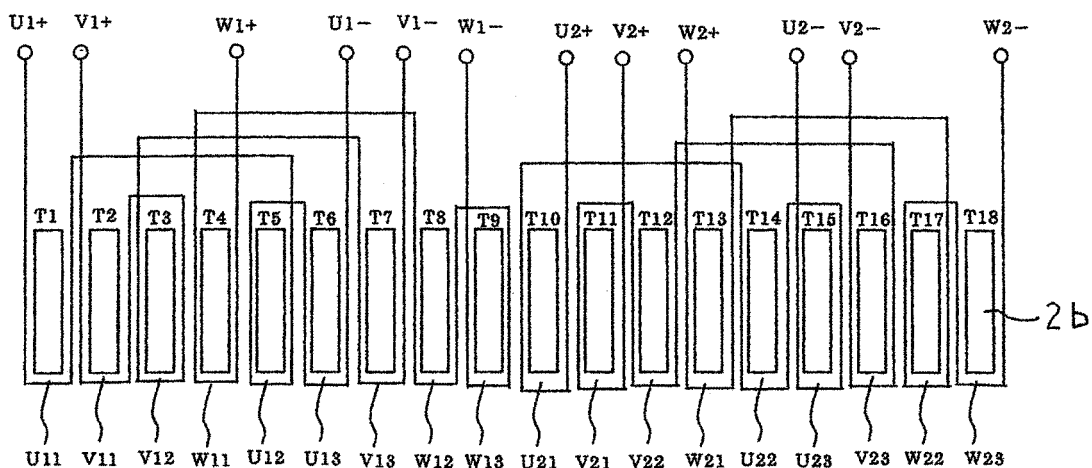 U1+ V1+ W1+ U1− V1− W1− U2+ V2+ W2+ U2− V2− W2−
T1 T2 T3 T4 T5 T6 T7 T8 T9 T10 T11 T12 T13 T14 T15 T16 T17 T18
2b
U11 V11 V12 W11 U12 U13 V13 W12 W13 U21 V21 V22 W21 U22 U23 V23 W22 W23